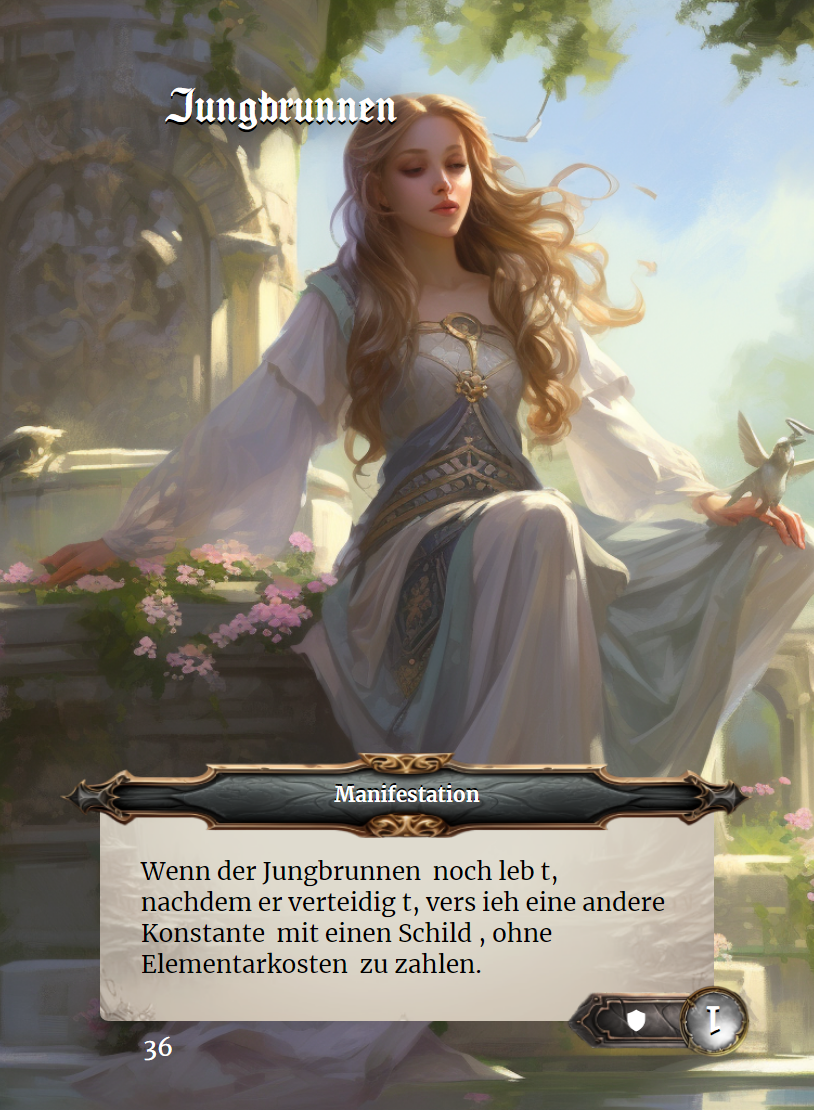 Jungbrunnen
Manifestation
Wenn der Jungbrunnen noch leb t,
nachdem er verteidig t, vers ieh eine andere
Konstante mit einen Schild , ohne
Elementarkosten zu zahlen.
1
36